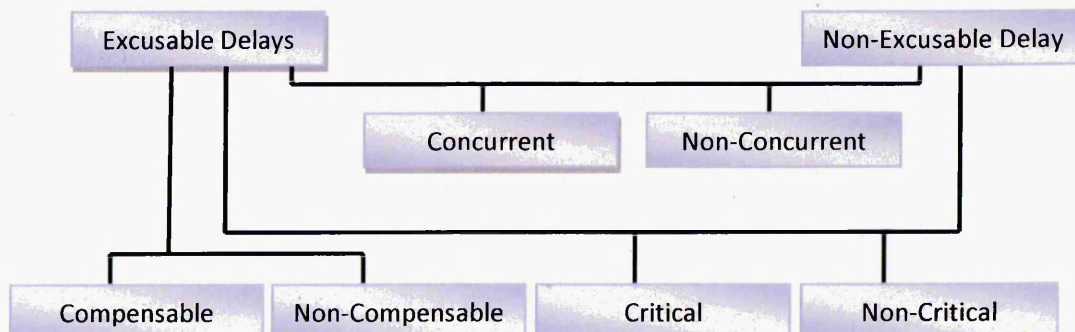 Excusable Delays
Non-Excusable Delay
Concurrent
Non-Concurrent
Compensable
Non-Compensable
Critical
Non-Critical